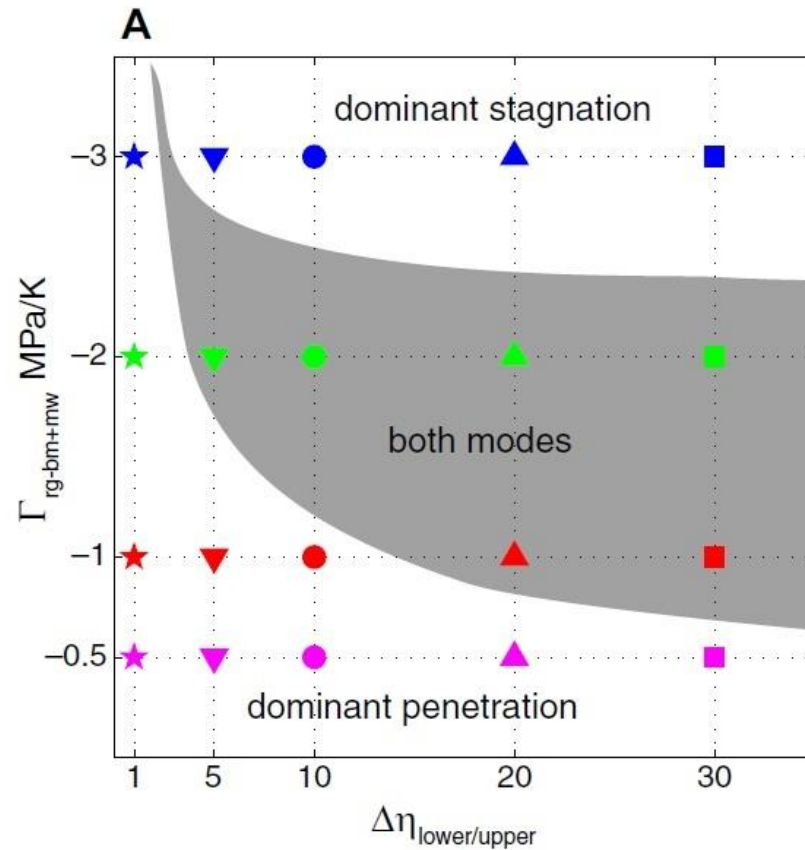 A
dominant stagnation
−3
Γrg-bm+mw MPa/K
−2
both modes
−1
−0.5
dominant penetration
1 5 10 20 30
Δηlower/upper